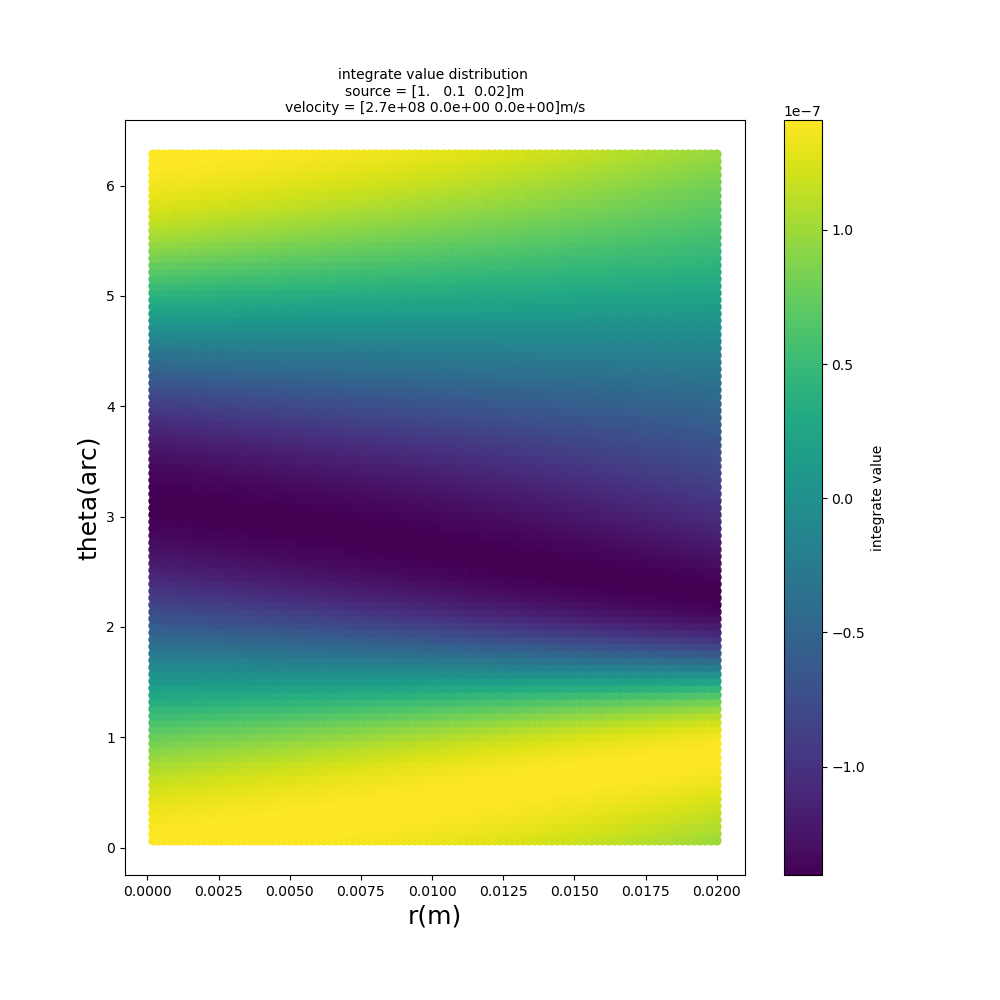 integrate value distribution
source = [1.   0.1  0.02]m
velocity = [2.7e+08 0.0e+00 0.0e+00]m/s
1e−7
6
5
4
3
2
1
0
theta(arc)
0.0000 0.0025 0.0050 0.0075 0.0100 0.0125 0.0150 0.0175 0.0200
r(m)
1.0
0.5
0.0
−0.5
−1.0
integrate value